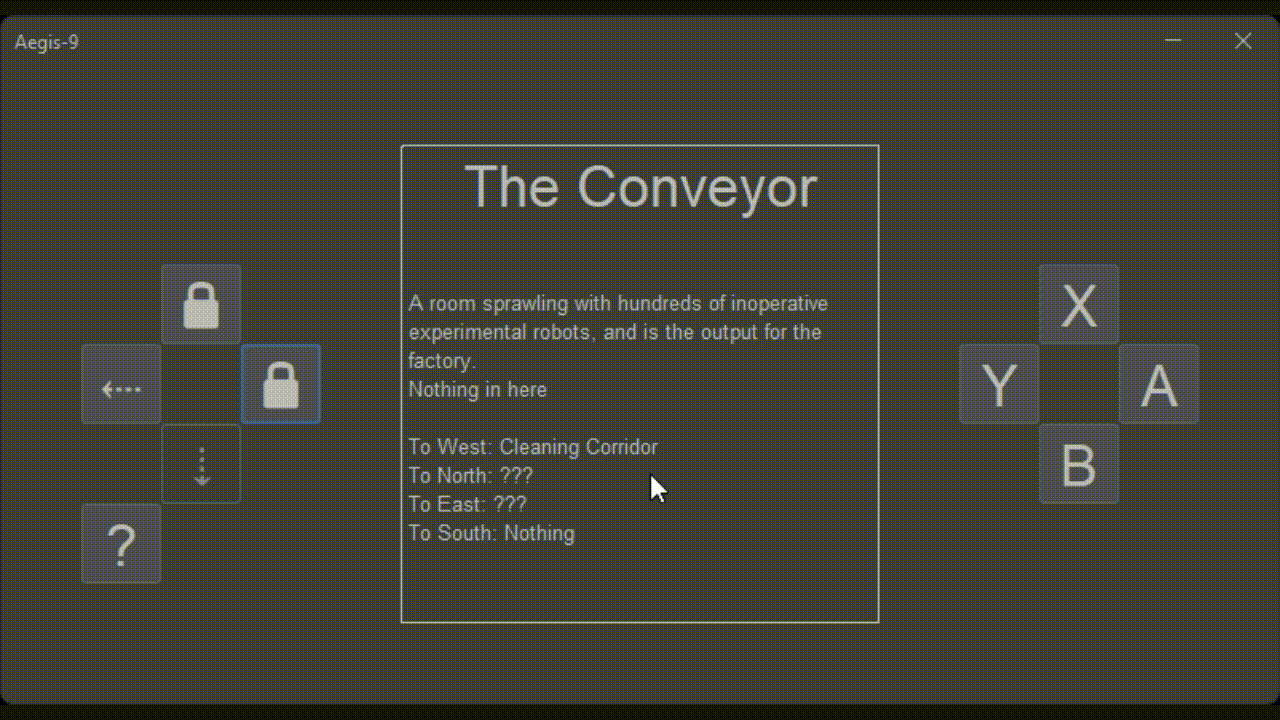 Aegis-9
The Conveyor
A room sprawling with hundreds of inoperative
experimental robots, and is the output for the
factory.
Nothing in here
To West: Cleaning Corridor
To North: ???
To East: ???
To South: Nothing
X
Y
A
B
?